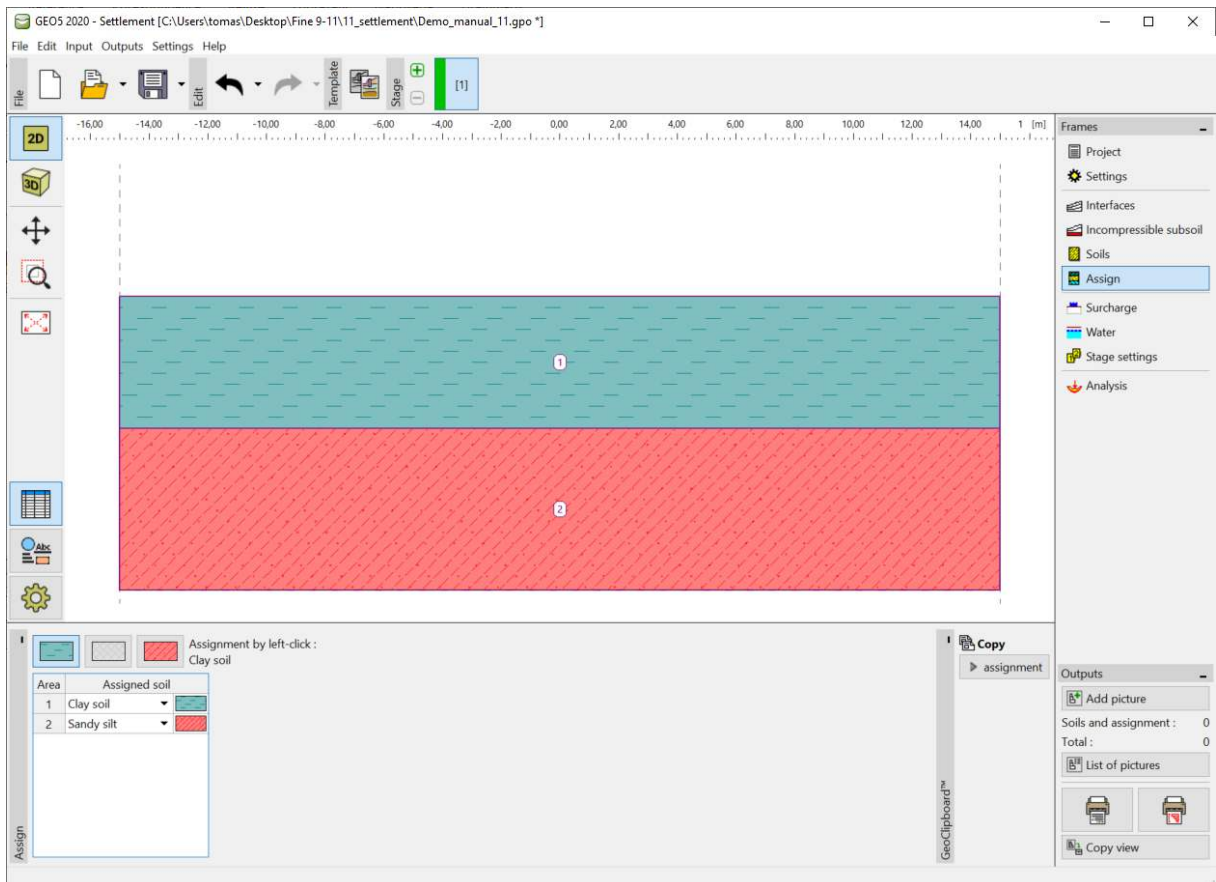 GEO5 2020 - Settlement [C:\Users\tomas\Desktop\Fine 9-11\11_settlement\Demo_manual_11.gpo *]
File Edit Input Outputs Settings Help
File
Edit
Template
Stage
[1]
2D
-16,00 -14,00 -12,00 -10,00 -8,00 -6,00 -4,00 -2,00 0,00 2,00 4,00 6,00 8,00 10,00 12,00 14,00 1 [m]
3D
1
2
Abc
Frames
Project
Settings
Interfaces
Incompressible subsoil
Soils
Assign
Surcharge
Water
Stage settings
Analysis
Assign
Assignment by left-click :
Clay soil
Area Assigned soil
1 Clay soil
2 Sandy silt
GeoClipboard™
Copy
assignment
Outputs
Add picture
Soils and assignment : 0
Total : 0
List of pictures
Copy view